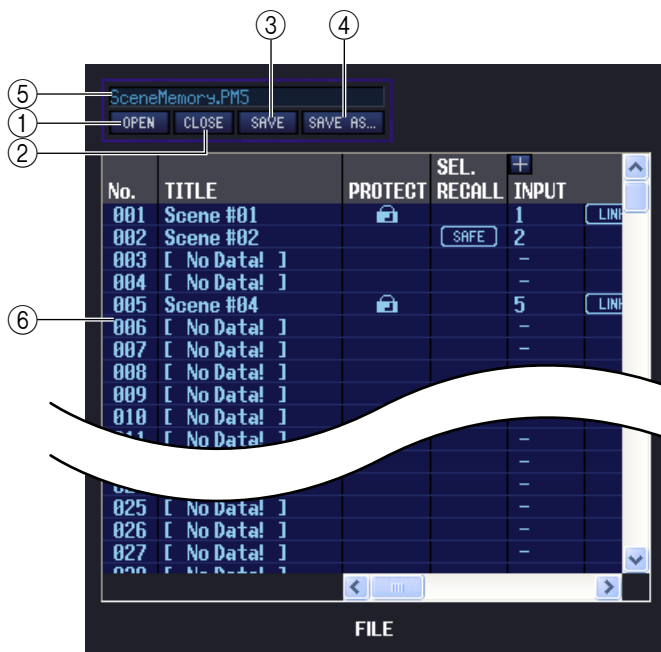 ③ ④
⑤ SceneMemory.PM5
① OPEN CLOSE SAVE SAVE AS...
②
SEL. +
No. TITLE PROTECT RECALL INPUT
001 Scene #01 1 LINK
002 Scene #02 SAFE 2
003 [ No Data! ] –
004 [ No Data! ] –
005 Scene #04 5 LINK
⑥ 006 [ No Data! ] –
007 [ No Data! ] –
008 [ No Data! ] –
009 [ No Data! ] –
010 [ No Data! ]
011 [ No Data! ] –
–
–
025 [ No Data! ] –
026 [ No Data! ] –
027 [ No Data! ] –
FILE